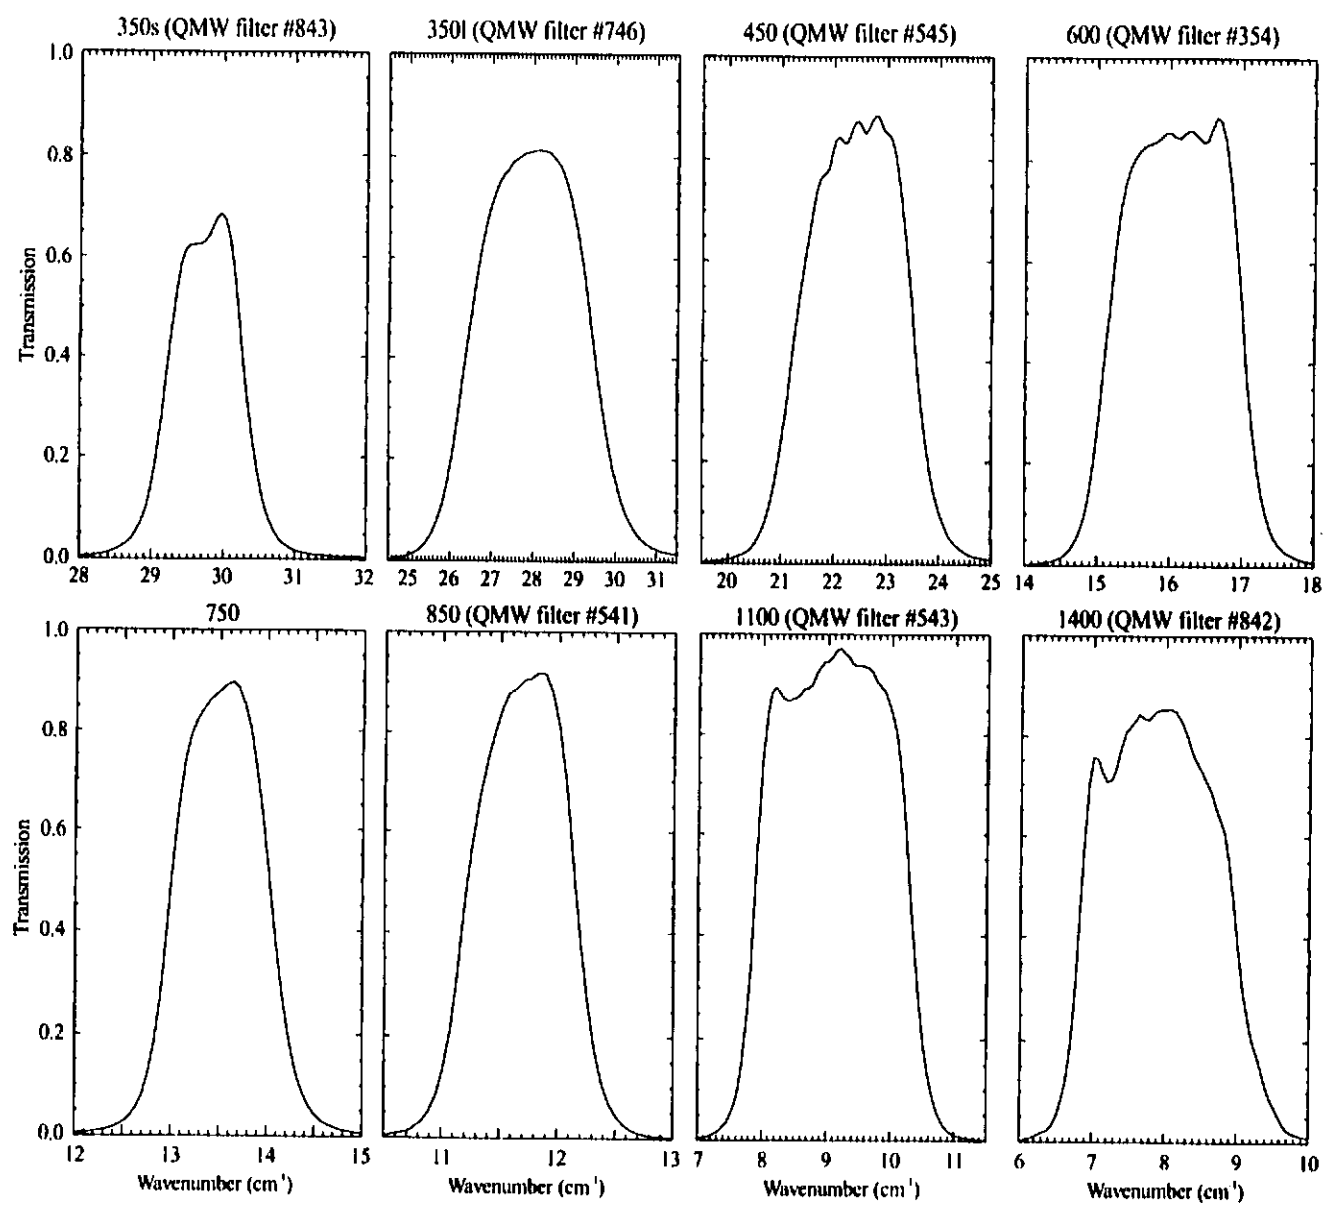 350s (QMW filter #843)
350l (QMW filter #746)
450 (QMW filter #545)
600 (QMW filter #354)
1.0
0.8
0.6
0.4
0.2
0.0
Transmission
28 29 30 31 32
25 26 27 28 29 30 31
20 21 22 23 24 25
14 15 16 17 18
750
850 (QMW filter #541)
1100 (QMW filter #543)
1400 (QMW filter #842)
1.0
0.8
0.6
0.4
0.2
0.0
Transmission
12 13 14 15
11 12 13
7 8 9 10 11
6 7 8 9 10
Wavenumber (cm⁻¹)
Wavenumber (cm⁻¹)
Wavenumber (cm⁻¹)
Wavenumber (cm⁻¹)